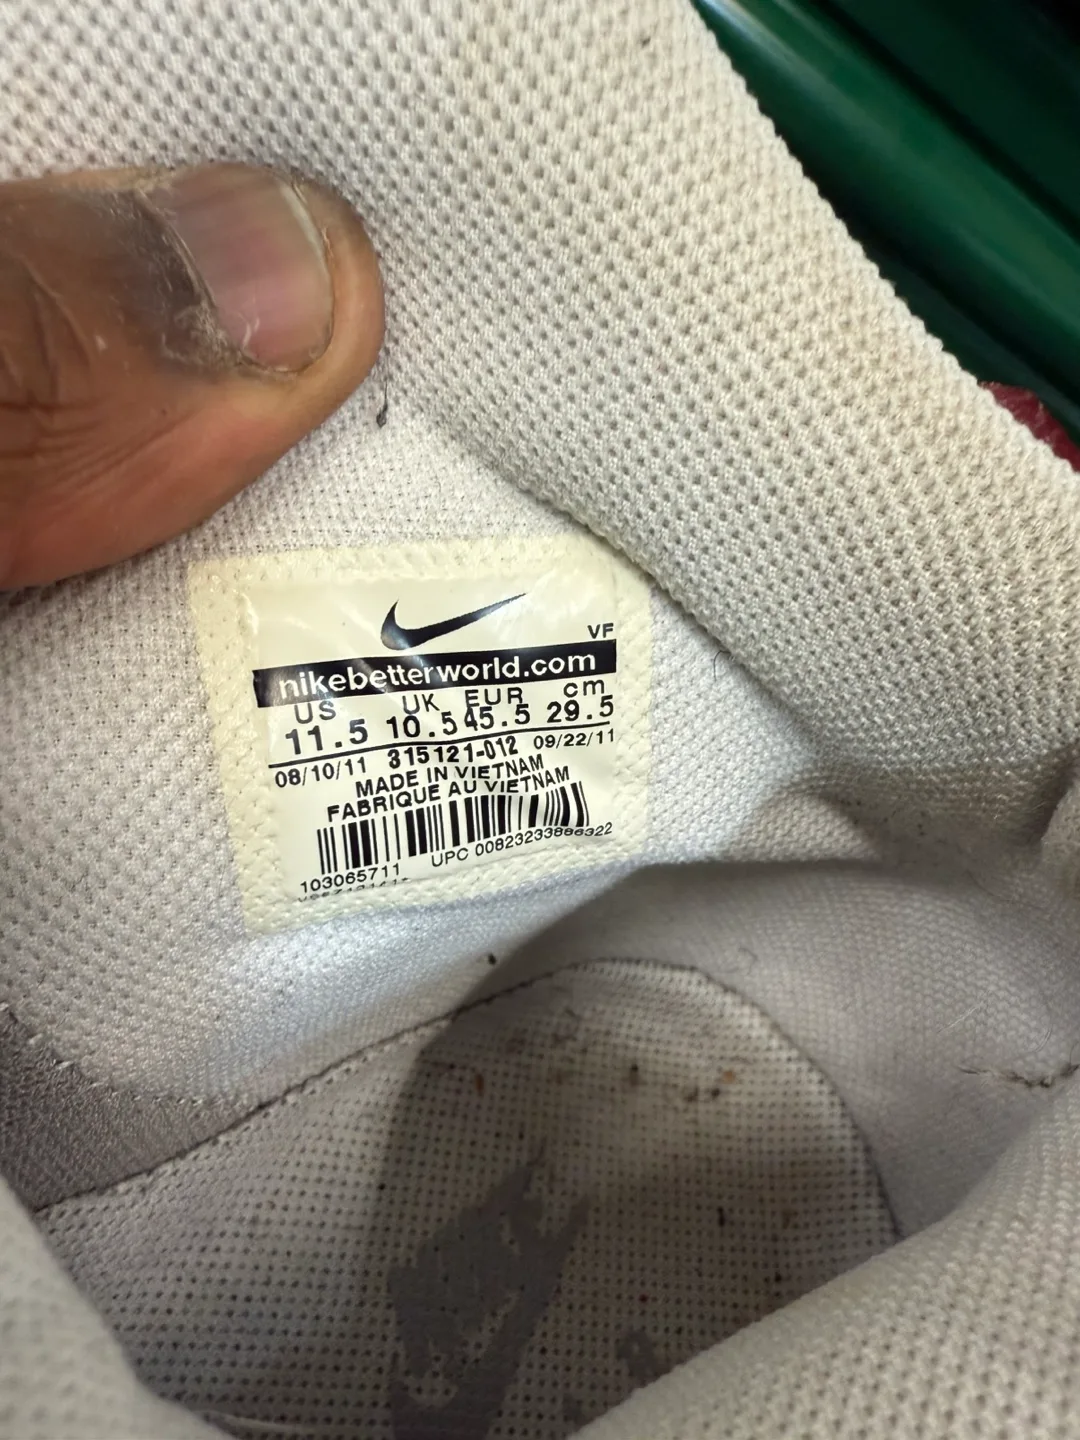 VF
nikebetterworld.com
US UK EUR cm
11.5 10.5 45.5 29.5
08/10/11 315121-012 09/22/11
MADE IN VIETNAM
FABRIQUE AU VIETNAM
UPC 00823233886322
103065711